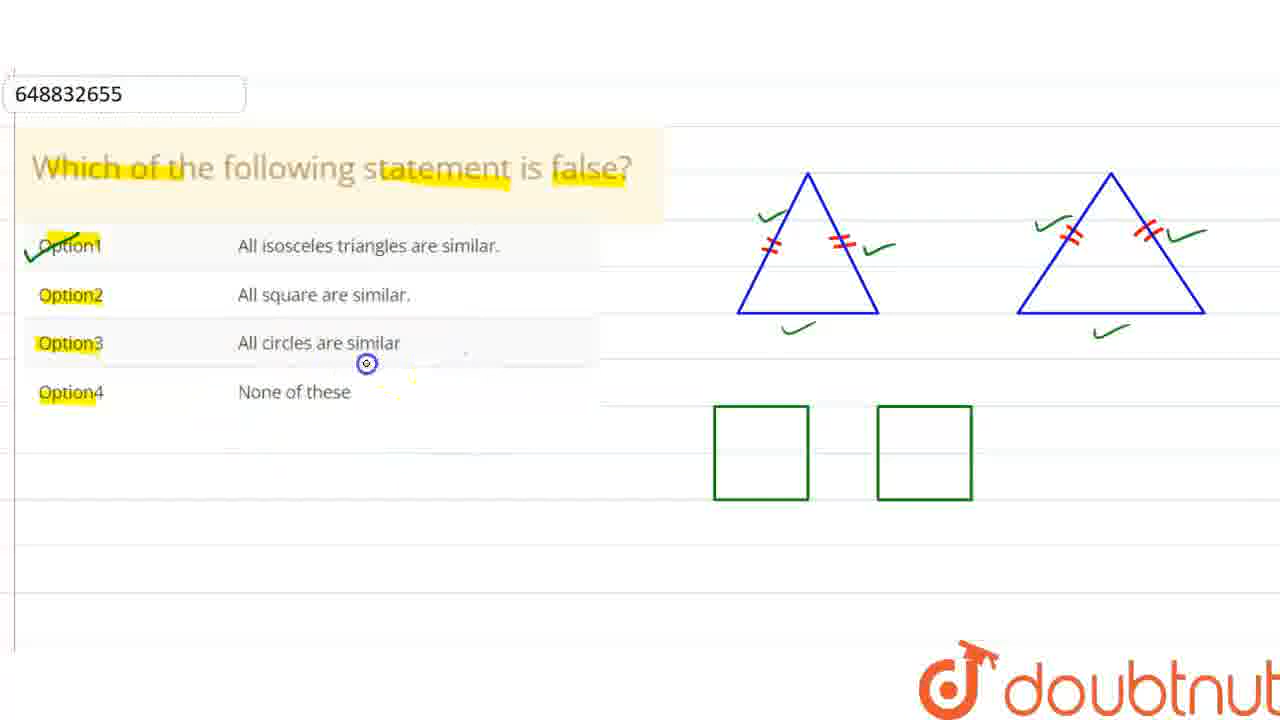 648832655
Which of the following statement is false?
Option1 All isosceles triangles are similar.
Option2 All square are similar.
Option3 All circles are similar
Option4 None of these
doubtnut